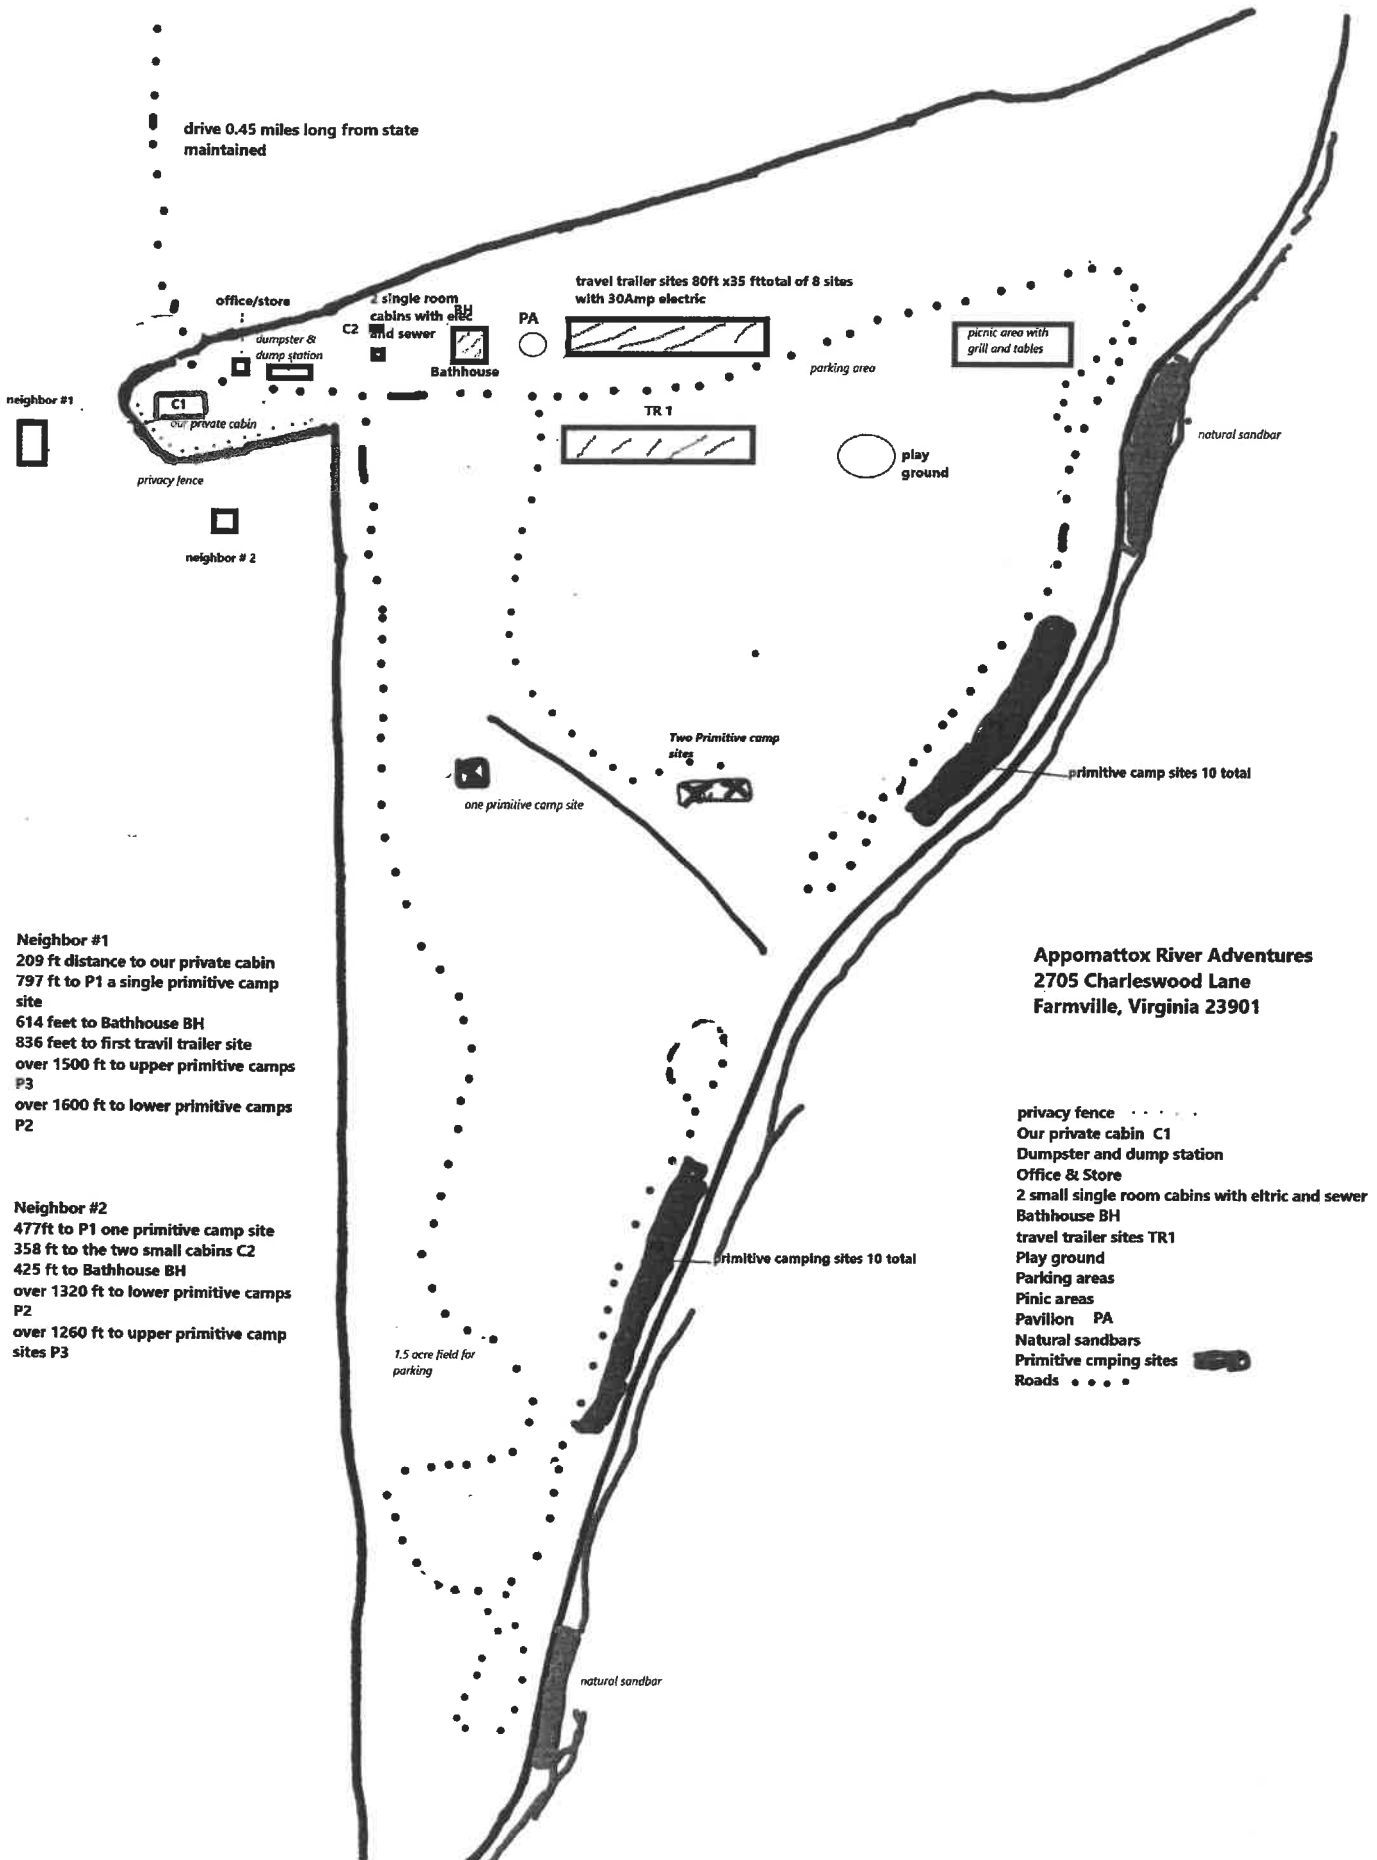 drive 0.45 miles long from state
maintained
office/store
2 single room
cabins with elec
and sewer
C2
BH
Bathhouse
PA
travel trailer sites 80ft x35 fttotal of 8 sites
with 30Amp electric
dumpster &
dump station
picnic area with
grill and tables
parking area
neighbor #1
C1
our private cabin
privacy fence
TR 1
play
ground
natural sandbar
neighbor # 2
Two Primitive camp
sites
one primitive camp site
primitive camp sites 10 total
Neighbor #1
209 ft distance to our private cabin
797 ft to P1 a single primitive camp
site
614 feet to Bathhouse BH
836 feet to first travil trailer site
over 1500 ft to upper primitive camps
P3
over 1600 ft to lower primitive camps
P2
Appomattox River Adventures
2705 Charleswood Lane
Farmville, Virginia 23901
Neighbor #2
477ft to P1 one primitive camp site
358 ft to the two small cabins C2
425 ft to Bathhouse BH
over 1320 ft to lower primitive camps
P2
over 1260 ft to upper primitive camp
sites P3
privacy fence
Our private cabin C1
Dumpster and dump station
Office & Store
2 small single room cabins with eltric and sewer
Bathhouse BH
travel trailer sites TR1
Play ground
Parking areas
Pinic areas
Pavilion PA
Natural sandbars
Primitive cmping sites
Roads
primitive camping sites 10 total
1.5 acre field for
parking
natural sandbar